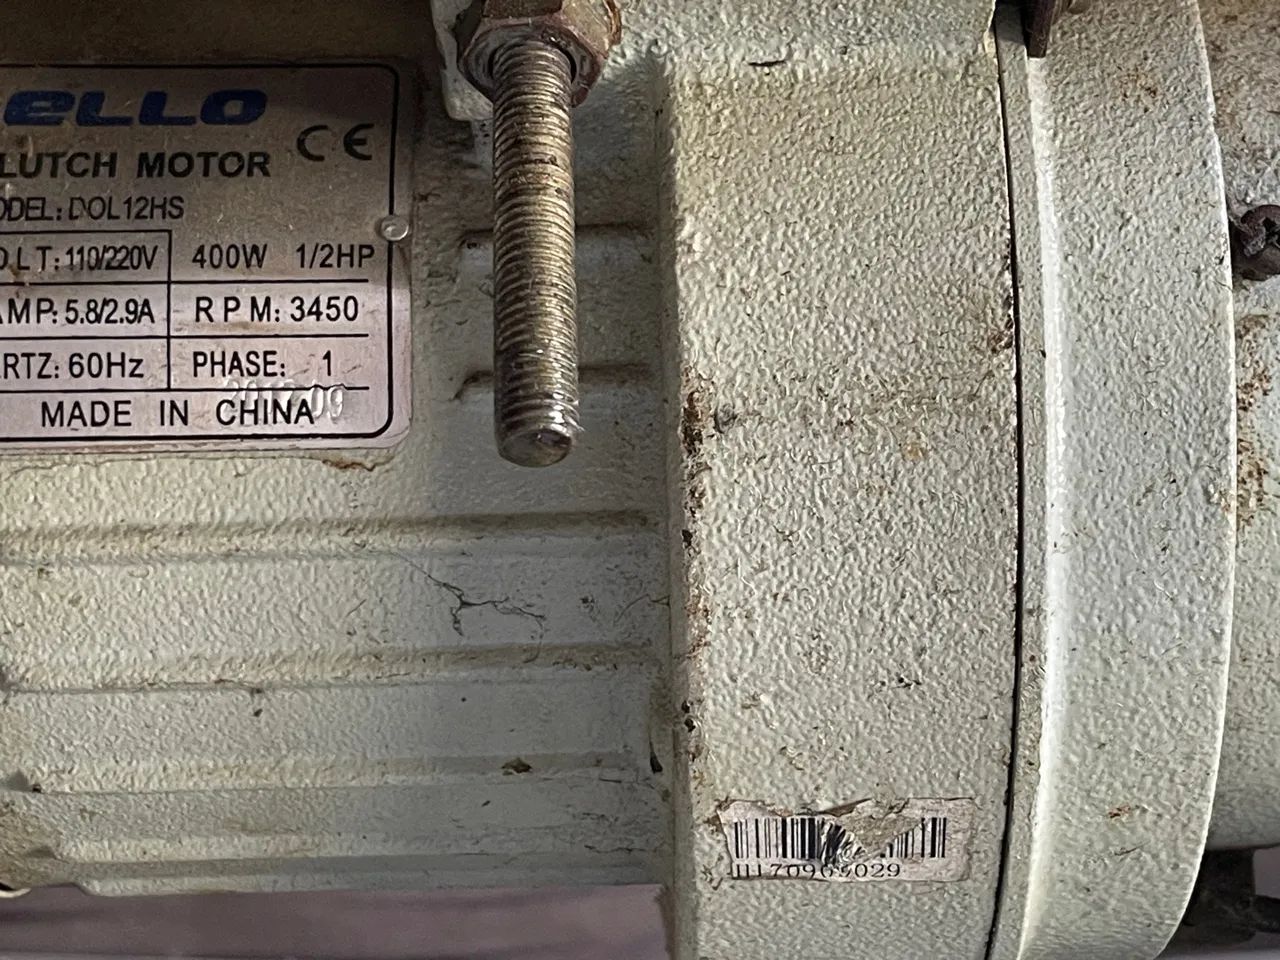 ELLO
LUTCH MOTOR CE
ODEL: DOL12HS
OLT: 110/220V 400W 1/2HP
AMP: 5.8/2.9A RPM: 3450
RTZ: 60Hz PHASE: 1
MADE IN CHINA